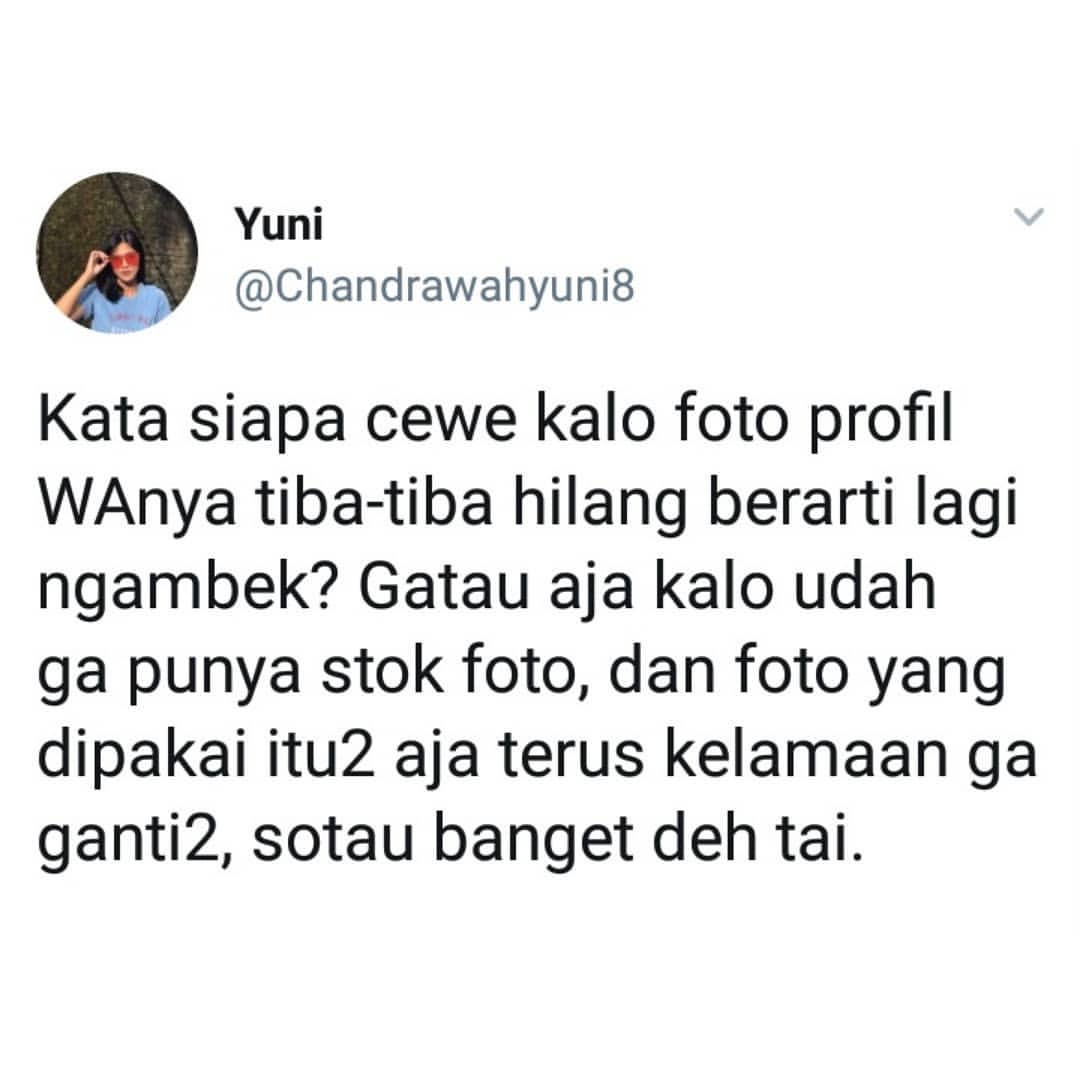 Yuni
@Chandrawahyuni8
Kata siapa cewe kalo foto profil
WAnya tiba-tiba hilang berarti lagi
ngambek? Gatau aja kalo udah
ga punya stok foto, dan foto yang
dipakai itu2 aja terus kelamaan ga
ganti2, sotau banget deh tai.